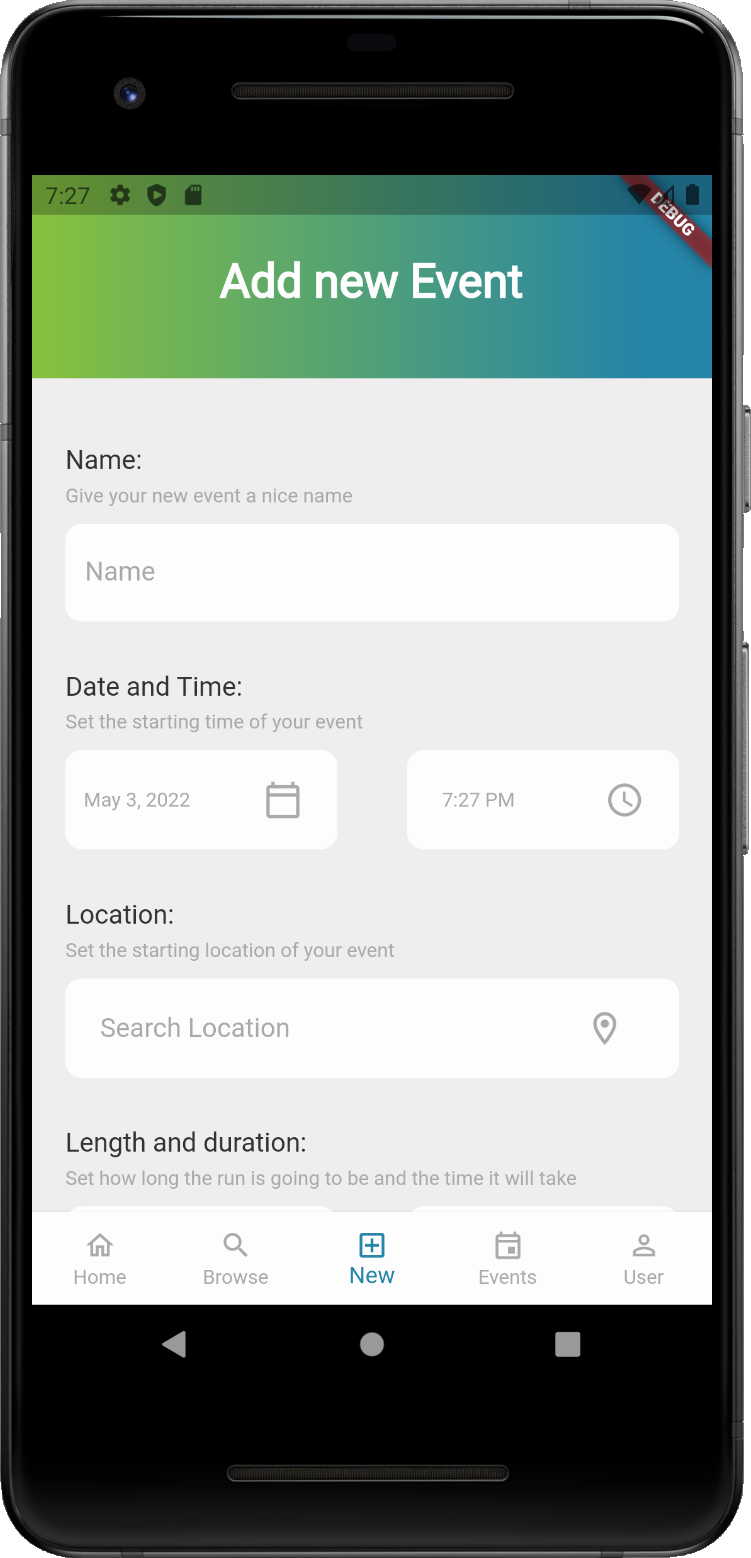 7:27
DEBUG
Add new Event
Name:
Give your new event a nice name
Name
Date and Time:
Set the starting time of your event
May 3, 2022
7:27 PM
Location:
Set the starting location of your event
Search Location
Length and duration:
Set how long the run is going to be and the time it will take
Home
Browse
New
Events
User